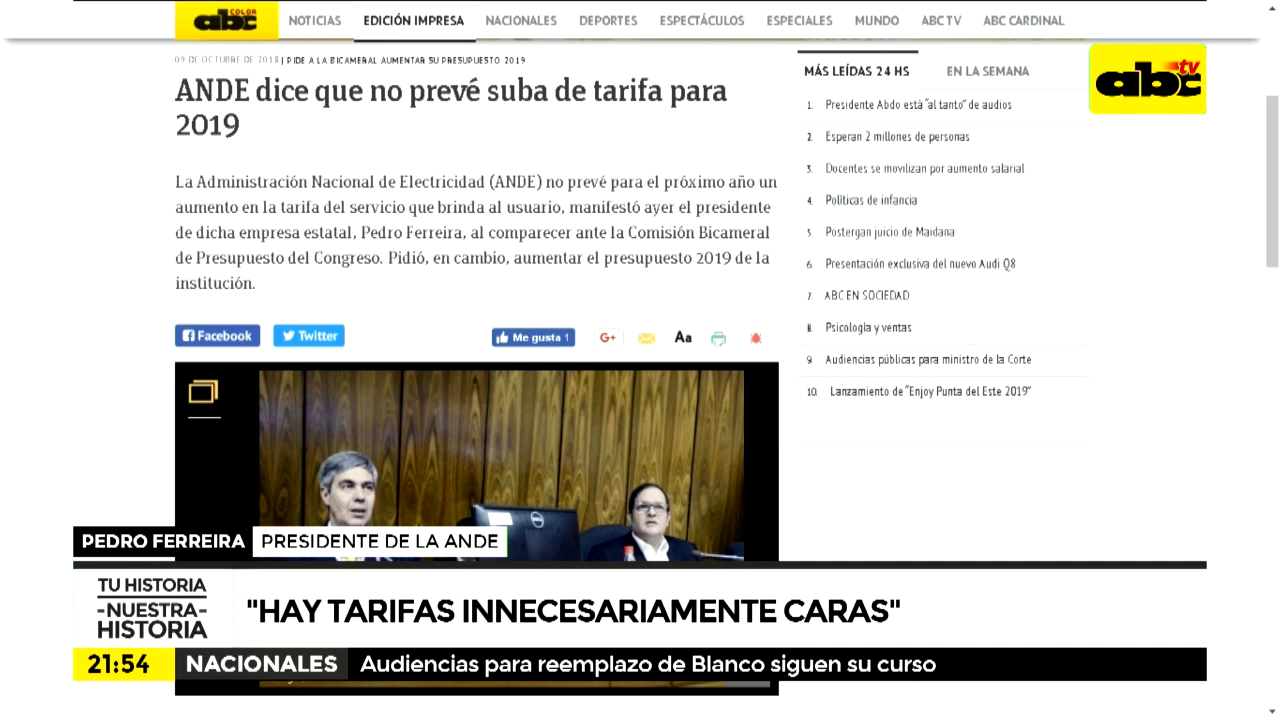 abc COLOR
NOTICIAS EDICIÓN IMPRESA NACIONALES DEPORTES ESPECTÁCULOS ESPECIALES MUNDO ABC TV ABC CARDINAL
09 DE OCTUBRE DE 2018 | PIDE A LA BICAMERAL AUMENTAR SU PRESUPUESTO 2019
ANDE dice que no prevé suba de tarifa para
2019
La Administración Nacional de Electricidad (ANDE) no prevé para el próximo año un
aumento en la tarifa del servicio que brinda al usuario, manifestó ayer el presidente
de dicha empresa estatal, Pedro Ferreira, al comparecer ante la Comisión Bicameral
de Presupuesto del Congreso. Pidió, en cambio, aumentar el presupuesto 2019 de la
institución.
Facebook Twitter Me gusta 1 G+ Aa
MÁS LEÍDAS 24 HS EN LA SEMANA
1. Presidente Abdo está "al tanto" de audios
2. Esperan 2 millones de personas
3. Docentes se movilizan por aumento salarial
4. Políticas de infancia
5. Postergan juicio de Maidana
6. Presentación exclusiva del nuevo Audi Q8
7. ABC EN SOCIEDAD
8. Psicología y ventas
9. Audiencias públicas para ministro de la Corte
10. Lanzamiento de "Enjoy Punta del Este 2019"
abc tv
DELL
PEDRO FERREIRA PRESIDENTE DE LA ANDE
TU HISTORIA
-NUESTRA-
HISTORIA
"HAY TARIFAS INNECESARIAMENTE CARAS"
21:54 NACIONALES Audiencias para reemplazo de Blanco siguen su curso